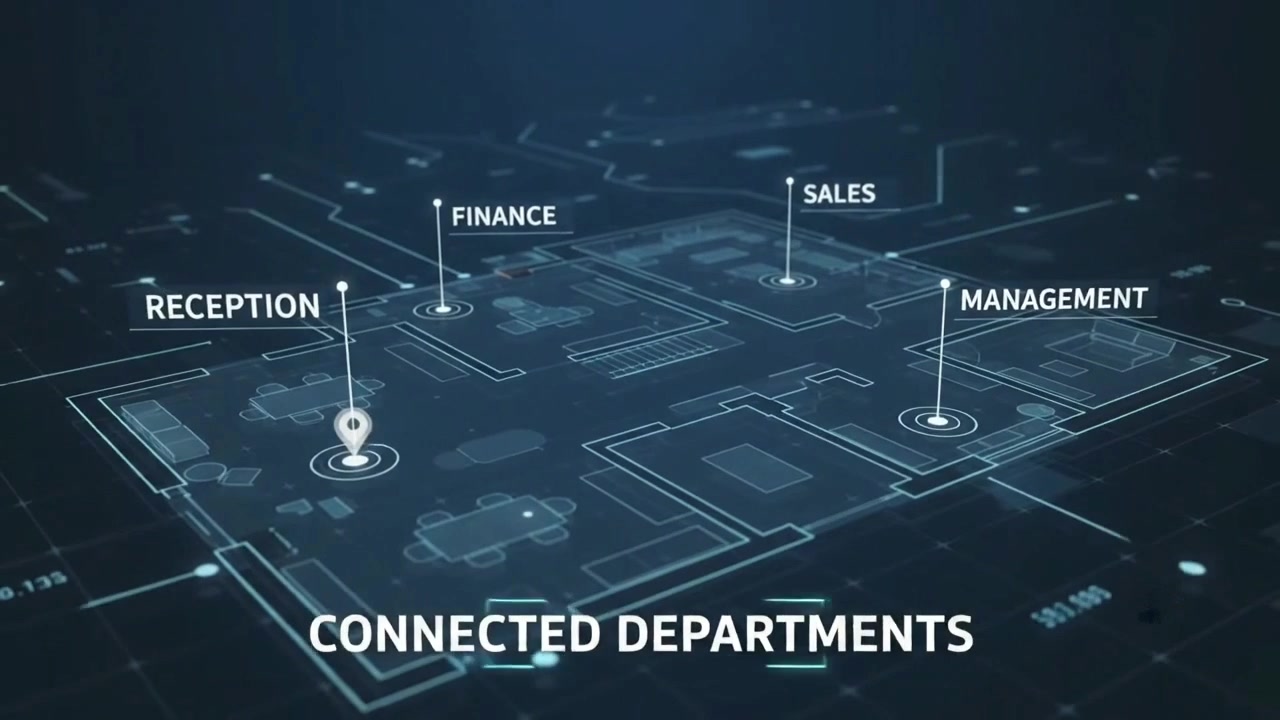 SALES
FINANCE
MANAGEMENT
RECEPTION
CONNECTED DEPARTMENTS